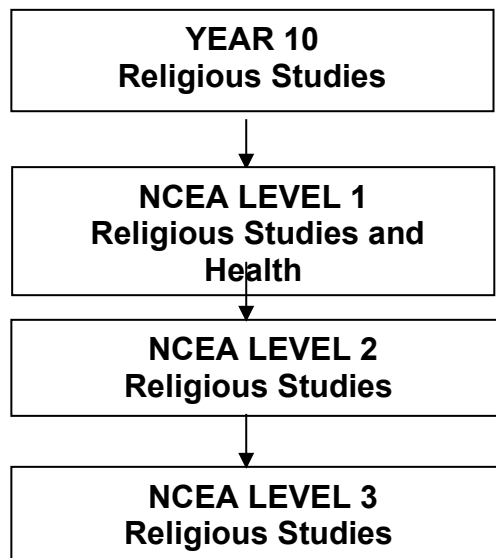 YEAR 10
Religious Studies
NCEA LEVEL 1
Religious Studies and
Health
NCEA LEVEL 2
Religious Studies
NCEA LEVEL 3
Religious Studies